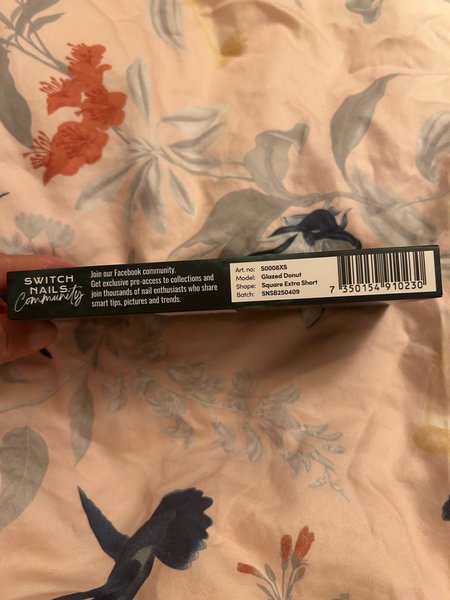 SWITCH
NAILS
Community
Join our Facebook community.
Get exclusive pre-access to collections and
join thousands of nail enthusiasts who share
smart tips, pictures and trends.
Art. no: S0008XS
Model: Glazed Donut
Shape: Square Extra Short
Batch: SNSB250409
7 350154 910230